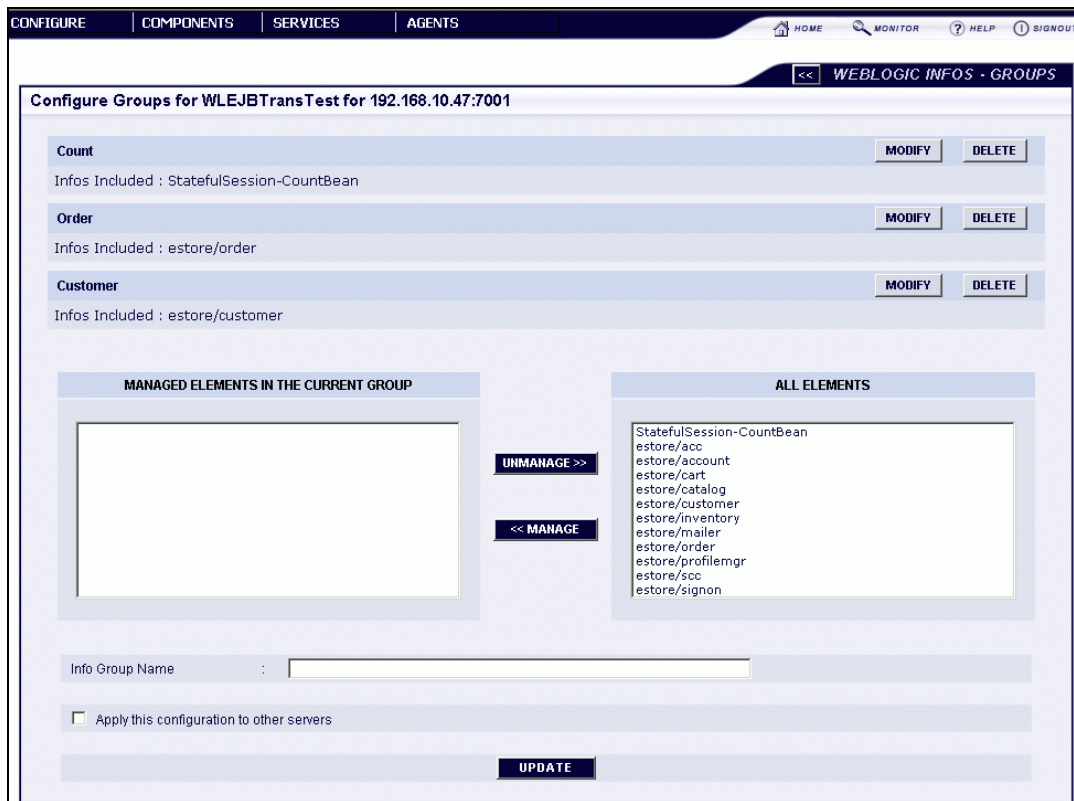 CONFIGURE COMPONENTS SERVICES AGENTS
HOME MONITOR ? HELP SIGNOUT
<< WEBLOGIC INFOS - GROUPS
Configure Groups for WLEJBTransTest for 192.168.10.47:7001
Count MODIFY DELETE
Infos Included : StatefulSession-CountBean
Order MODIFY DELETE
Infos Included : estore/order
Customer MODIFY DELETE
Infos Included : estore/customer
MANAGED ELEMENTS IN THE CURRENT GROUP
UNMANAGE >>
<< MANAGE
ALL ELEMENTS
StatefulSession-CountBean
estore/acc
estore/account
estore/cart
estore/catalog
estore/customer
estore/inventory
estore/mailer
estore/order
estore/profilemgr
estore/scc
estore/signon
Info Group Name :
Apply this configuration to other servers
UPDATE